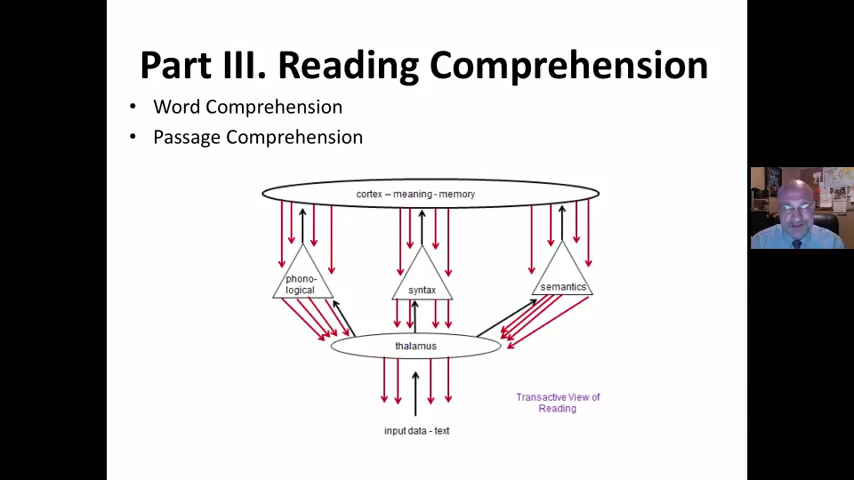 Part III. Reading Comprehension
• Word Comprehension
• Passage Comprehension
cortex – meaning - memory
phono-
logical
syntax
semantics
thalamus
Transactive View of
Reading
input data - text